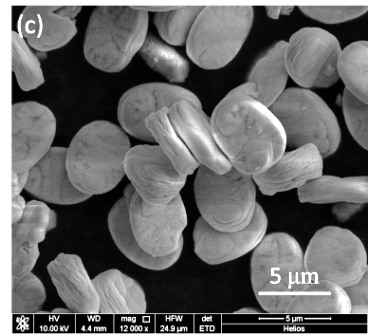 (c)
5 μm
HV WD mag HFW det 5 μm
10.00 kV 4.4 mm 12 000 x 24.9 μm ETD Helios